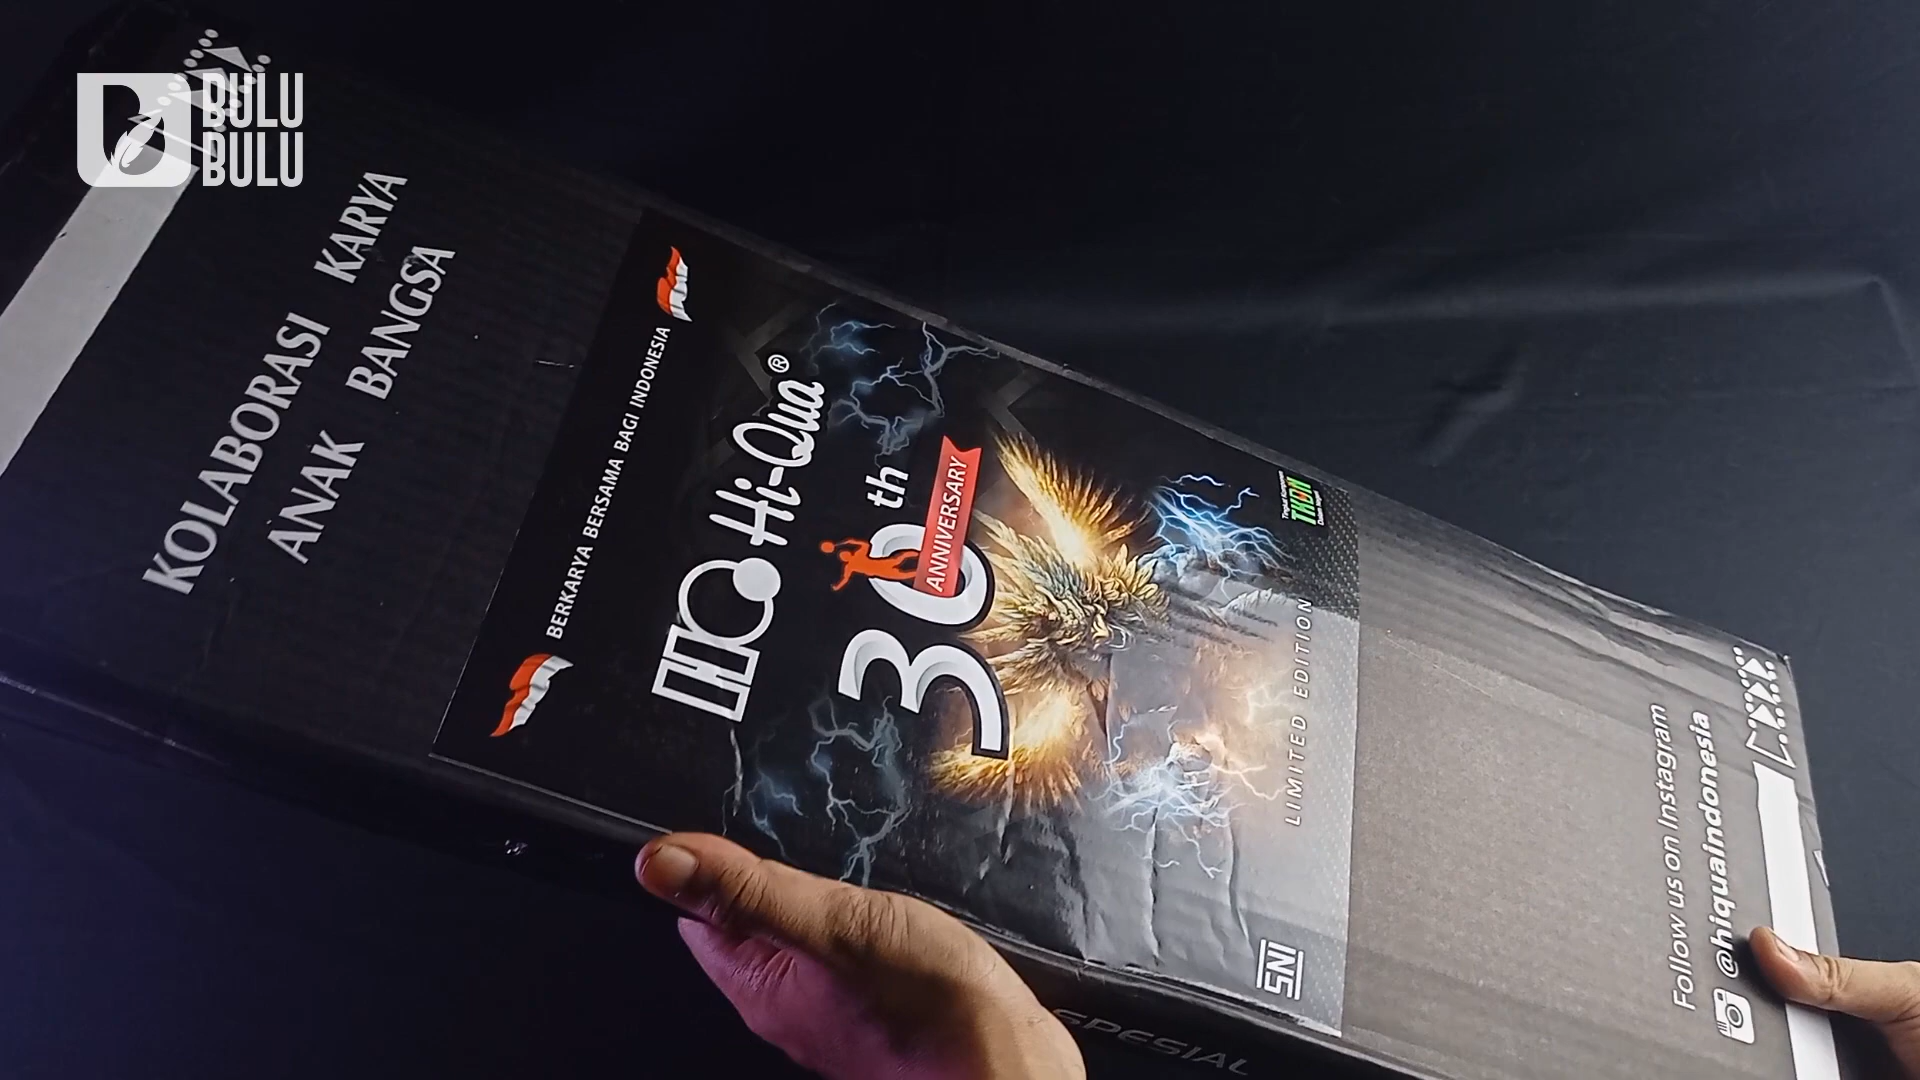 BULU
BULU
KOLABORASI KARYA
ANAK BANGSA
BERKARYA BERSAMA BAGI INDONESIA
Hi-Qua®
30th
ANNIVERSARY
LIMITED EDITION
TKDN
SNI
Follow us on Instagram
@hiquaindonesia
SPESIAL